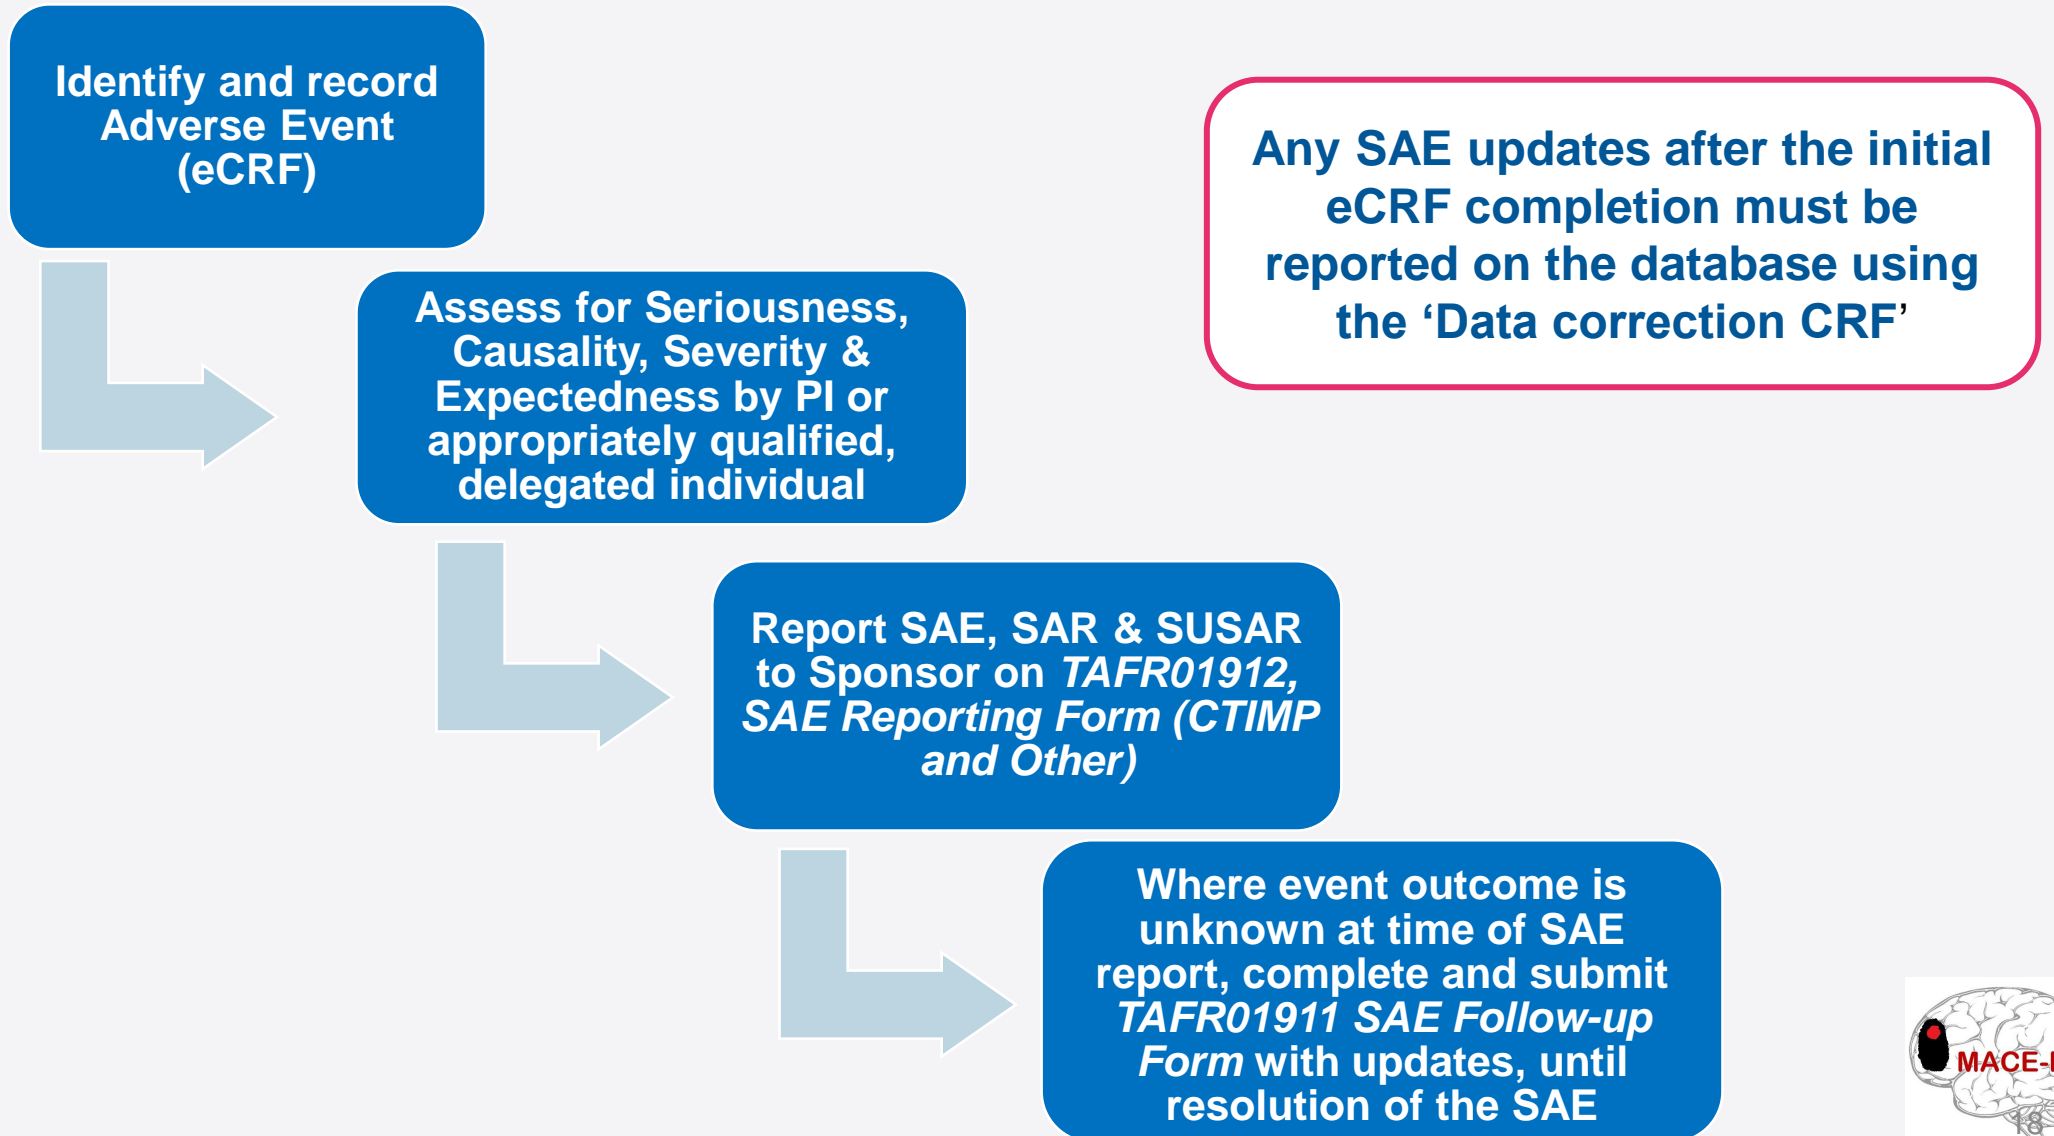 Identify and record
Adverse Event
(eCRF)
Any SAE updates after the initial
eCRF completion must be
reported on the database using
the ‘Data correction CRF’
Assess for Seriousness,
Causality, Severity &
Expectedness by PI or
appropriately qualified,
delegated individual
Report SAE, SAR & SUSAR
to Sponsor on TAFR01912,
SAE Reporting Form (CTIMP
and Other)
Where event outcome is
unknown at time of SAE
report, complete and submit
TAFR01911 SAE Follow-up
Form with updates, until
resolution of the SAE
MACE-
18